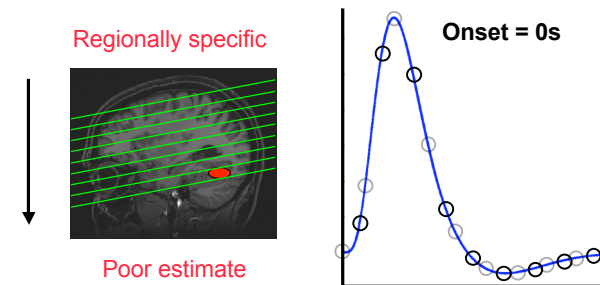 Regionally specific
Onset = 0s
Poor estimate